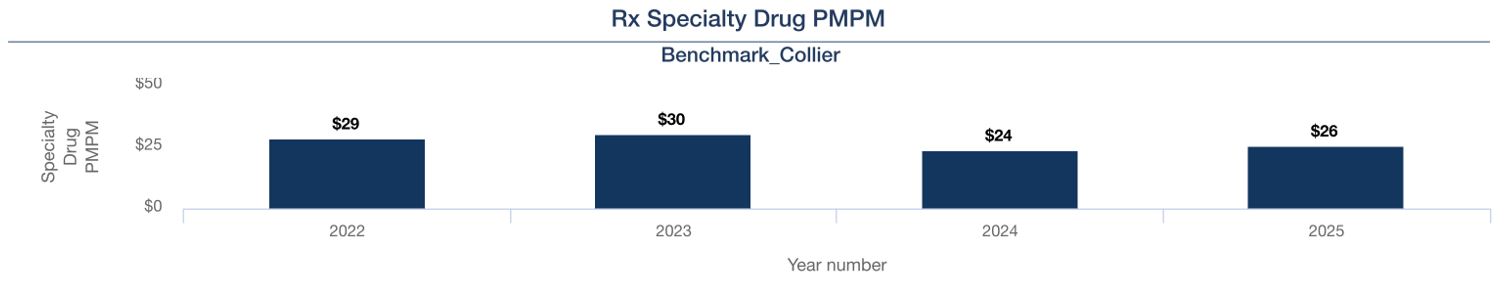 Rx Specialty Drug PMPM
Benchmark_Collier
Specialty
Drug
PMPM
$50
$25
$0
$29
$30
$24
$26
2022
2023
2024
2025
Year number